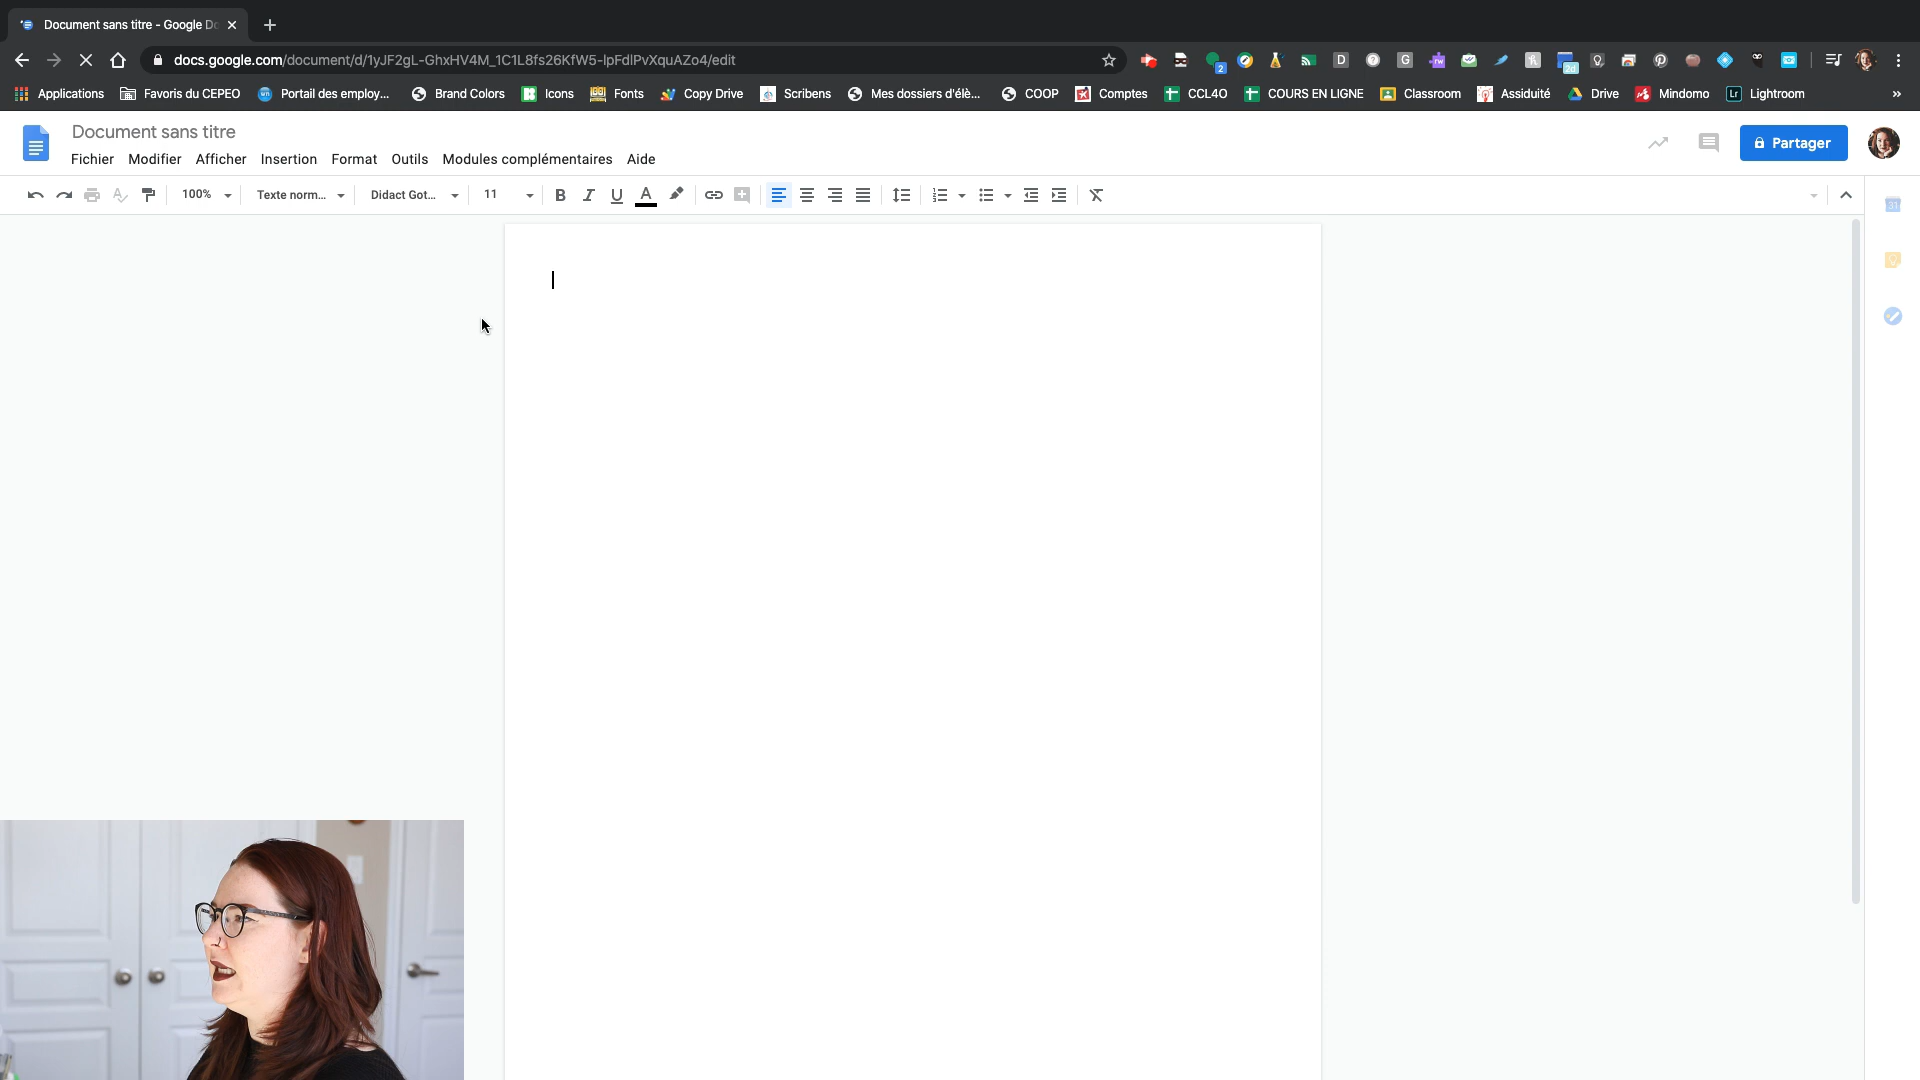 Document sans titre - Google Do
docs.google.com/document/d/1yJF2gL-GhxHV4M_1C1L8fs26KfW5-lpFdlPvXquAZo4/edit
Applications Favoris du CEPEO Portail des employ... Brand Colors Icons Fonts Copy Drive Scribens Mes dossiers d'élè... COOP Comptes CCL4O COURS EN LIGNE Classroom Assiduité Drive Mindomo Lr Lightroom »
Document sans titre
Fichier Modifier Afficher Insertion Format Outils Modules complémentaires Aide
Partager
100% Texte norm... Didact Got... 11 B I U A